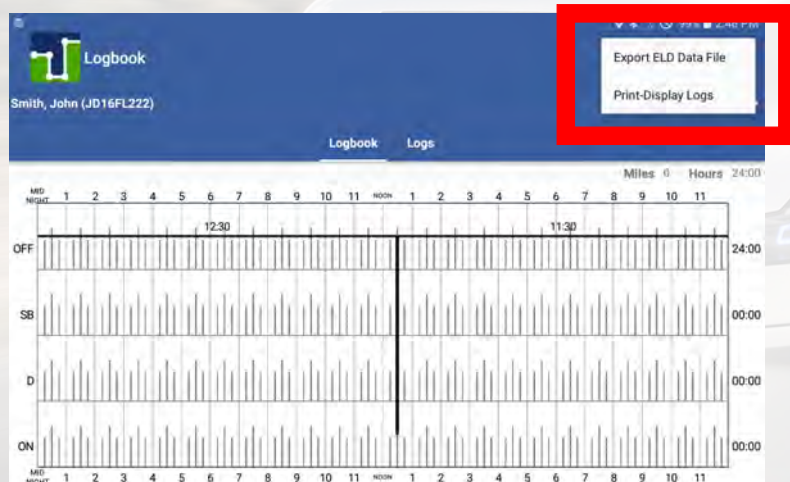 99% 2:48 PM
Logbook
Export ELD Data File
Print-Display Logs
Smith, John (JD16FL222)
Logbook Logs
Miles 0 Hours 24:00
MID NIGHT 1 2 3 4 5 6 7 8 9 10 11 NOON 1 2 3 4 5 6 7 8 9 10 11
12:30 11:30
OFF 24:00
SB 00:00
D 00:00
ON 00:00
MID NIGHT 1 2 3 4 5 6 7 8 9 10 11 NOON 1 2 3 4 5 6 7 8 9 10 11